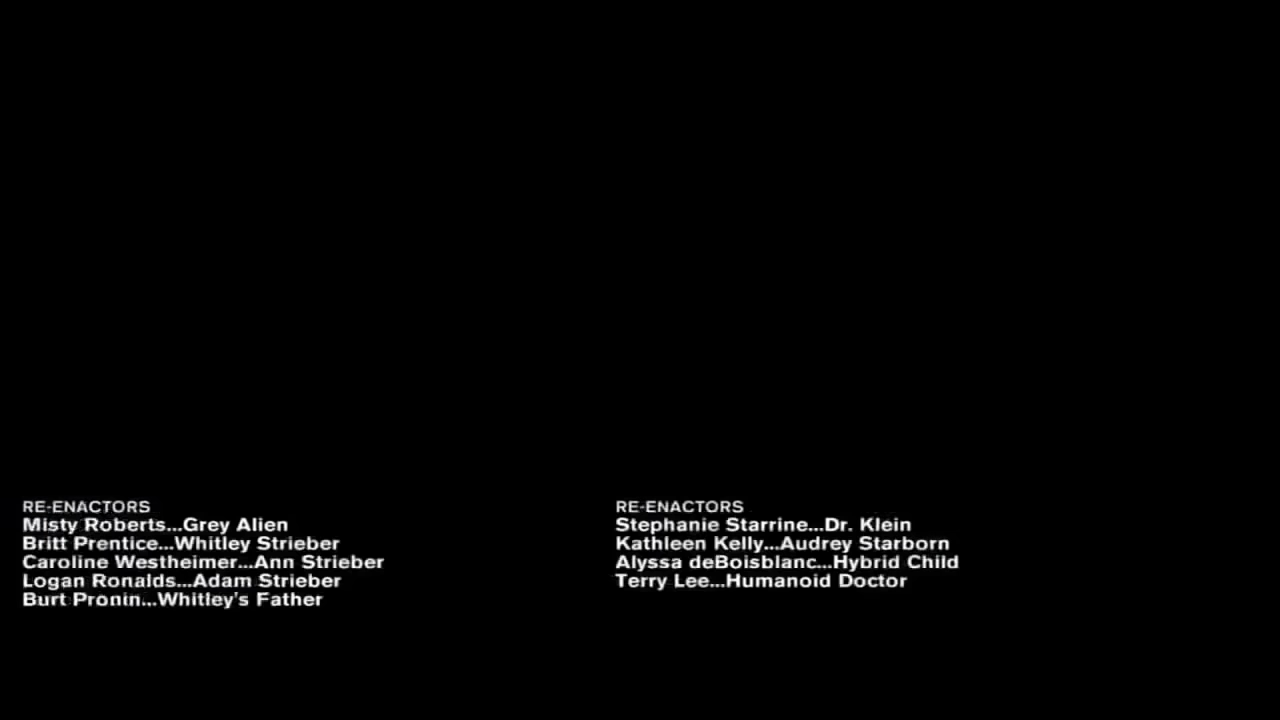 RE-ENACTORS
Misty Roberts...Grey Alien
Britt Prentice...Whitley Strieber
Caroline Westheimer...Ann Strieber
Logan Ronalds...Adam Strieber
Burt Pronin...Whitley's Father
RE-ENACTORS
Stephanie Starrine...Dr. Klein
Kathleen Kelly...Audrey Starborn
Alyssa deBoisblanc...Hybrid Child
Terry Lee...Humanoid Doctor